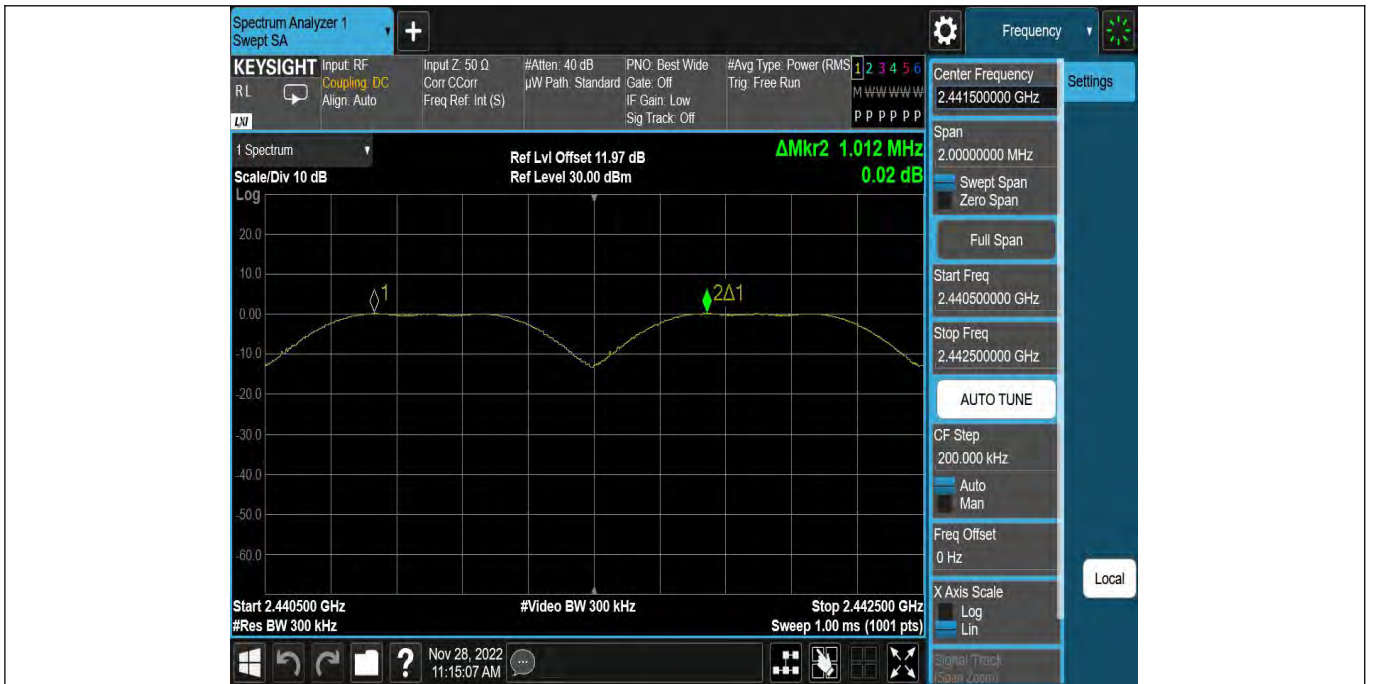 Spectrum Analyzer 1
Swept SA
+
Frequency
KEYSIGHT
RL
LXI
Input: RF
Coupling: DC
Align: Auto
Input Z: 50 Ω
Corr CCorr
Freq Ref: Int (S)
#Atten: 40 dB
µW Path: Standard
PNO: Best Wide
Gate: Off
IF Gain: Low
Sig Track: Off
#Avg Type: Power (RMS
Trig: Free Run
1 2 3 4 5 6
M W W W W W
P P P P P P
1 Spectrum
Scale/Div 10 dB
Log
Ref Lvl Offset 11.97 dB
Ref Level 30.00 dBm
ΔMkr2 1.012 MHz
0.02 dB
20.0
10.0
1
2Δ1
0.00
-10.0
-20.0
-30.0
-40.0
-50.0
-60.0
Start 2.440500 GHz
#Res BW 300 kHz
#Video BW 300 kHz
Stop 2.442500 GHz
Sweep 1.00 ms (1001 pts)
Center Frequency
2.441500000 GHz
Settings
Span
2.00000000 MHz
Swept Span
Zero Span
Full Span
Start Freq
2.440500000 GHz
Stop Freq
2.442500000 GHz
AUTO TUNE
CF Step
200.000 kHz
Auto
Man
Freq Offset
0 Hz
X Axis Scale
Log
Lin
Signal Track
(Span Zoom)
Local
?
Nov 28, 2022
11:15:07 AM